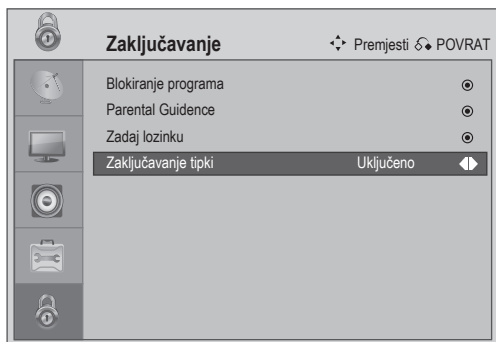 Zaključavanje Premjesti POVRAT
Blokiranje programa
Parental Guidence
Zadaj lozinku
Zaključavanje tipki Uključeno